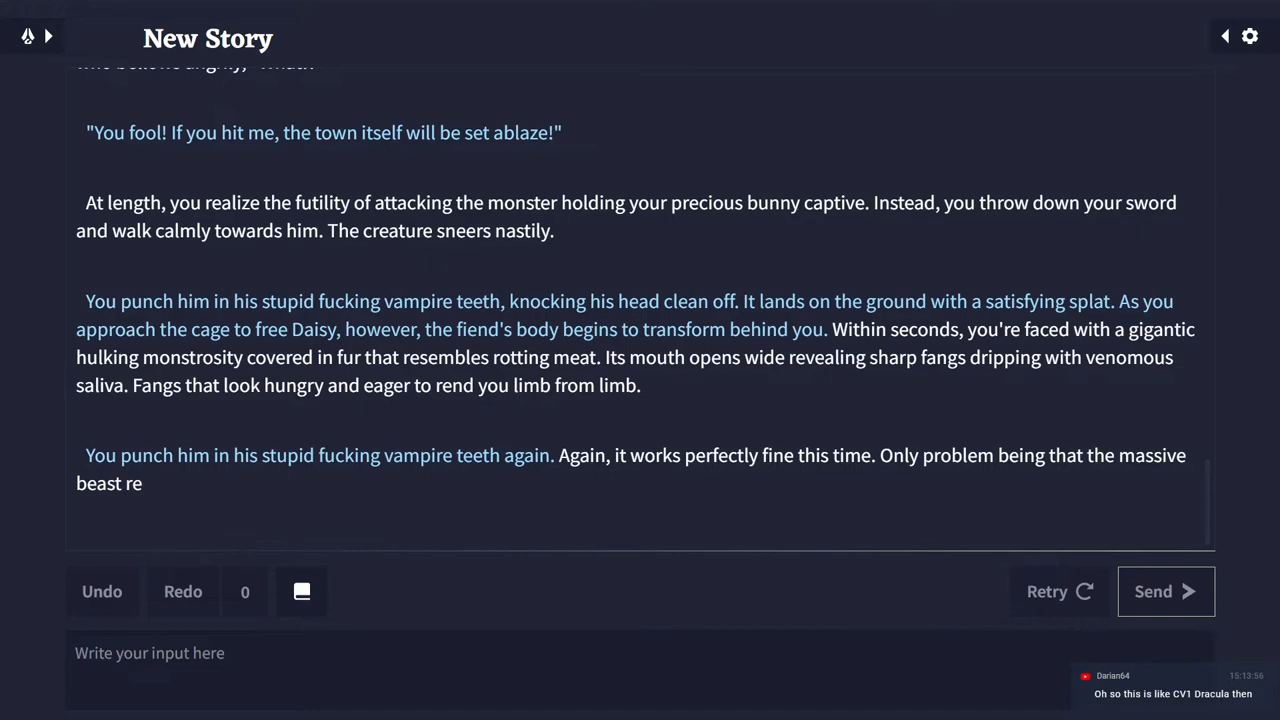 New Story
"You fool! If you hit me, the town itself will be set ablaze!"
At length, you realize the futility of attacking the monster holding your precious bunny captive. Instead, you throw down your sword
and walk calmly towards him. The creature sneers nastily.
You punch him in his stupid fucking vampire teeth, knocking his head clean off. It lands on the ground with a satisfying splat. As you
approach the cage to free Daisy, however, the fiend's body begins to transform behind you. Within seconds, you're faced with a gigantic
hulking monstrosity covered in fur that resembles rotting meat. Its mouth opens wide revealing sharp fangs dripping with venomous
saliva. Fangs that look hungry and eager to rend you limb from limb.
You punch him in his stupid fucking vampire teeth again. Again, it works perfectly fine this time. Only problem being that the massive
beast re
Undo Redo 0 Retry Send
Write your input here
Darian64 15:13:56
Oh so this is like CV1 Dracula then